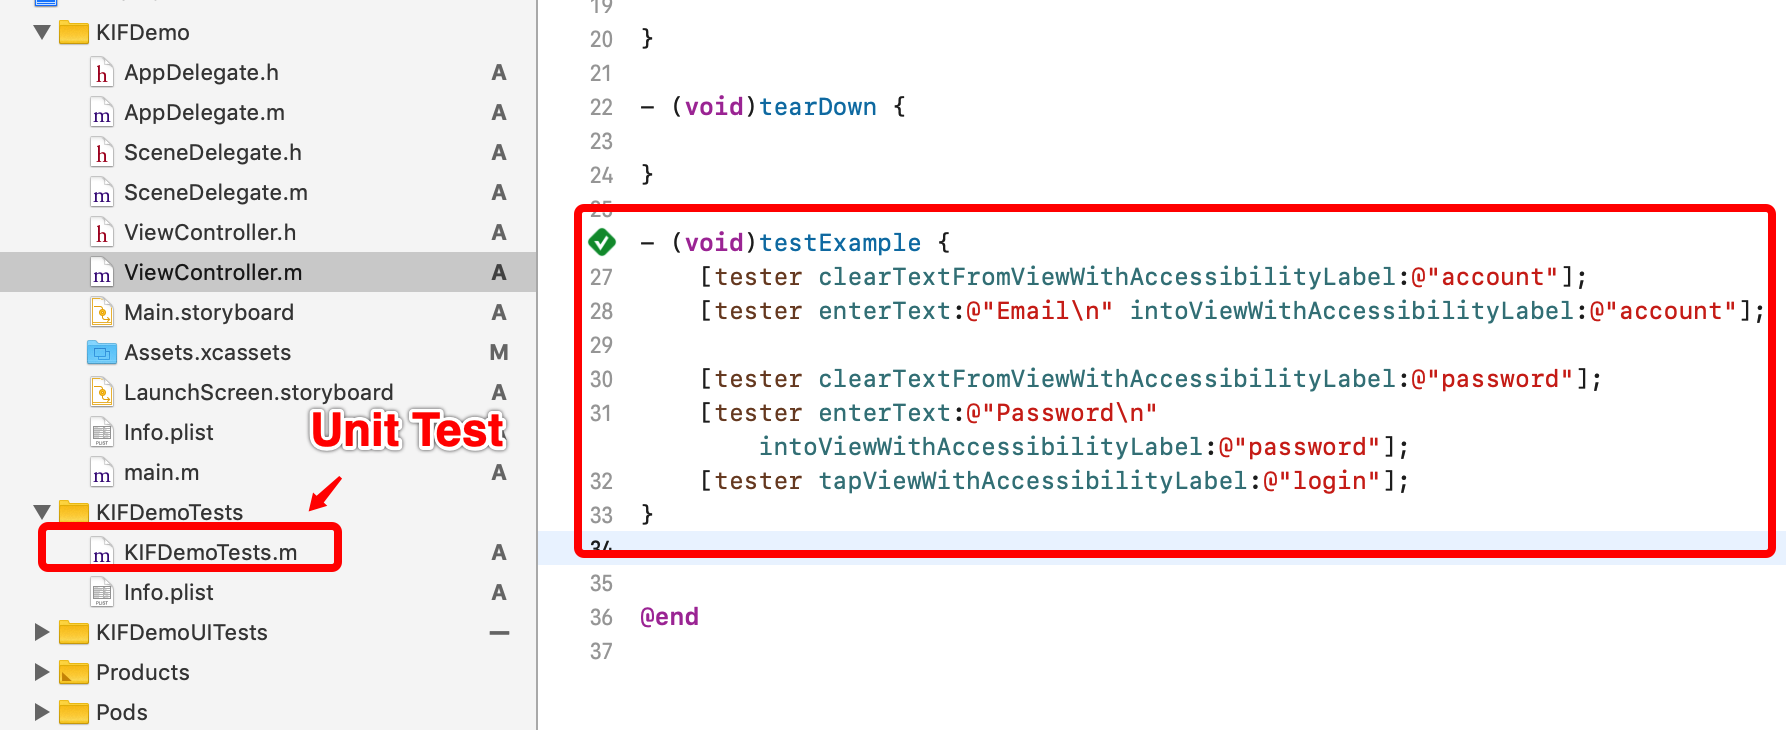 KIFDemo
h AppDelegate.h A
m AppDelegate.m A
h SceneDelegate.h A
m SceneDelegate.m A
h ViewController.h A
m ViewController.m A
Main.storyboard A
Assets.xcassets M
LaunchScreen.storyboard A
Info.plist
Unit Test
m main.m A
KIFDemoTests
m KIFDemoTests.m A
Info.plist A
KIFDemoUITests —
Products
Pods
19
20 }
21
22 - (void)tearDown {
23
24 }
25
- (void)testExample {
27 [tester clearTextFromViewWithAccessibilityLabel:@"account"];
28 [tester enterText:@"Email\n" intoViewWithAccessibilityLabel:@"account"];
29
30 [tester clearTextFromViewWithAccessibilityLabel:@"password"];
31 [tester enterText:@"Password\n"
intoViewWithAccessibilityLabel:@"password"];
32 [tester tapViewWithAccessibilityLabel:@"login"];
33 }
34
35
36 @end
37